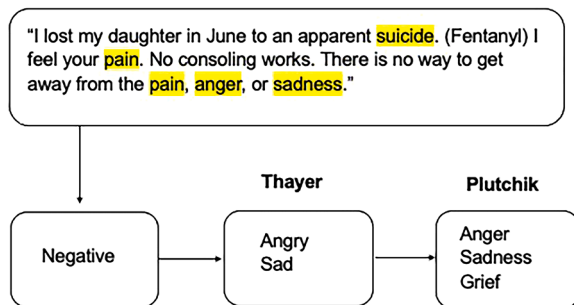 “I lost my daughter in June to an apparent suicide. (Fentanyl) I
feel your pain. No consoling works. There is no way to get
away from the pain, anger, or sadness.”
Thayer
Plutchik
Negative
Angry
Sad
Anger
Sadness
Grief